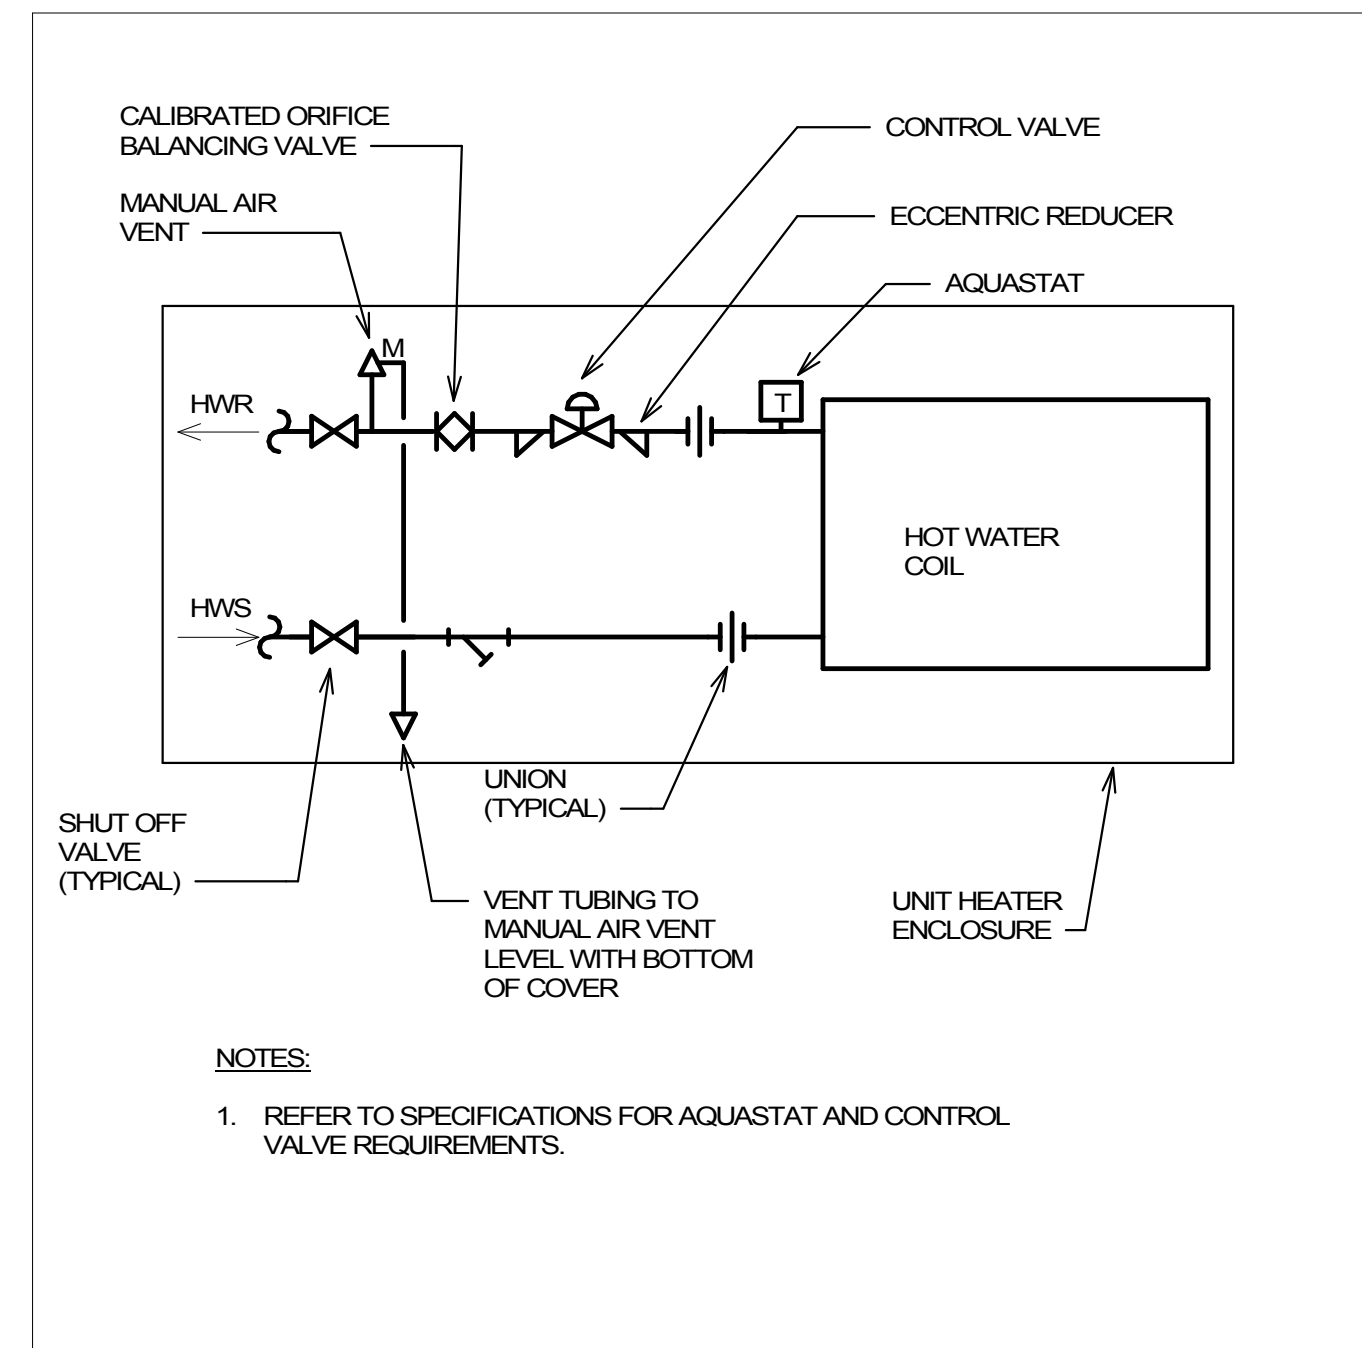 CALIBRATED ORIFICE
BALANCING VALVE
CONTROL VALVE
MANUAL AIR
VENT
ECCENTRIC REDUCER
AQUASTAT
M
HWR
T
HOT WATER
COIL
HWS
UNION
(TYPICAL)
SHUT OFF
VALVE
(TYPICAL)
VENT TUBING TO
MANUAL AIR VENT
LEVEL WITH BOTTOM
OF COVER
UNIT HEATER
ENCLOSURE
NOTES:
1. REFER TO SPECIFICATIONS FOR AQUASTAT AND CONTROL
VALVE REQUIREMENTS.